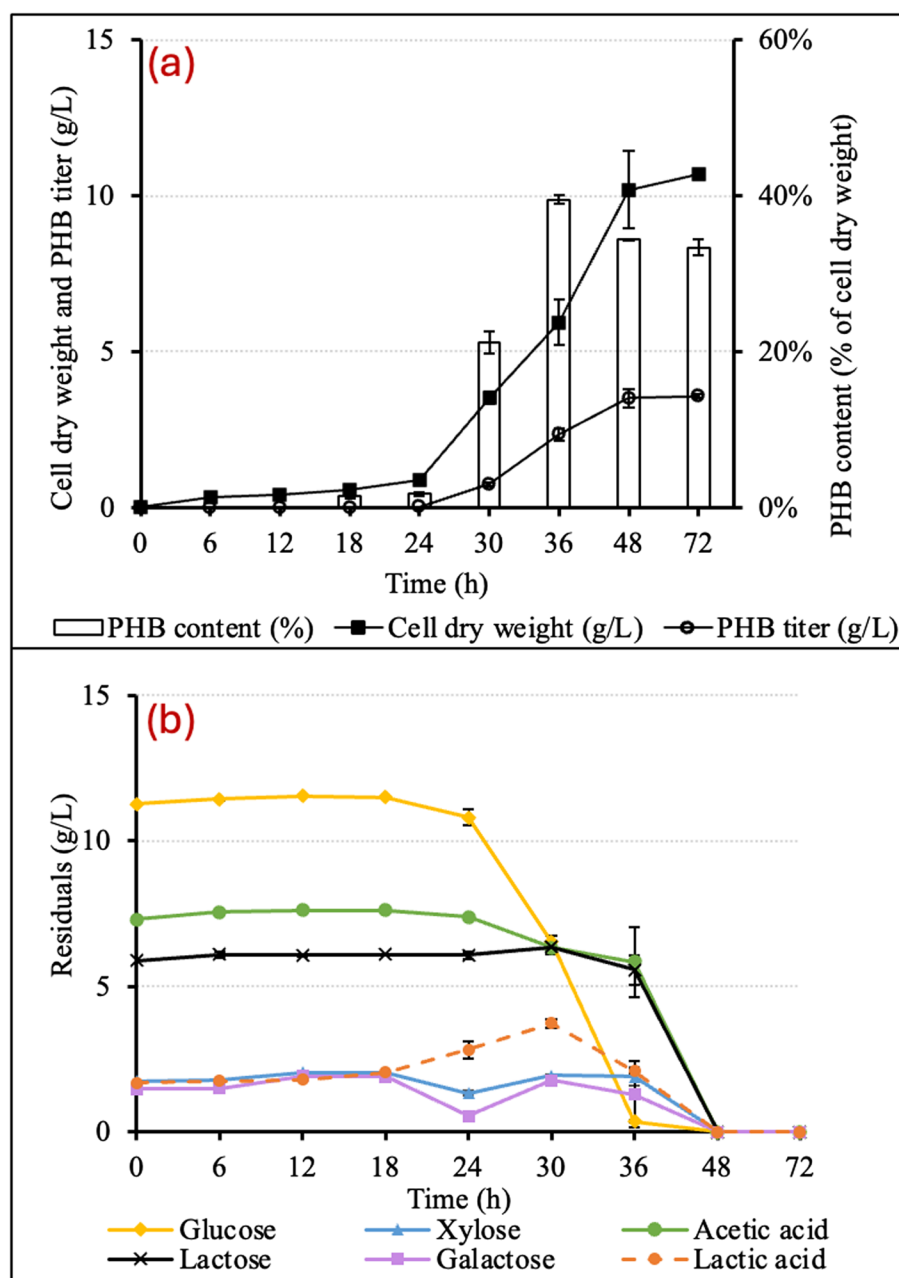 (a)
Cell dry weight and PHB titer (g/L)
15
10
5
0
60%
40%
20%
0%
PHB content (% of cell dry weight)
0 6 12 18 24 30 36 48 72
Time (h)
PHB content (%) Cell dry weight (g/L) PHB titer (g/L)
(b)
Residuals (g/L)
15
10
5
0
0 6 12 18 24 30 36 48 72
Time (h)
Glucose Xylose Acetic acid
Lactose Galactose Lactic acid